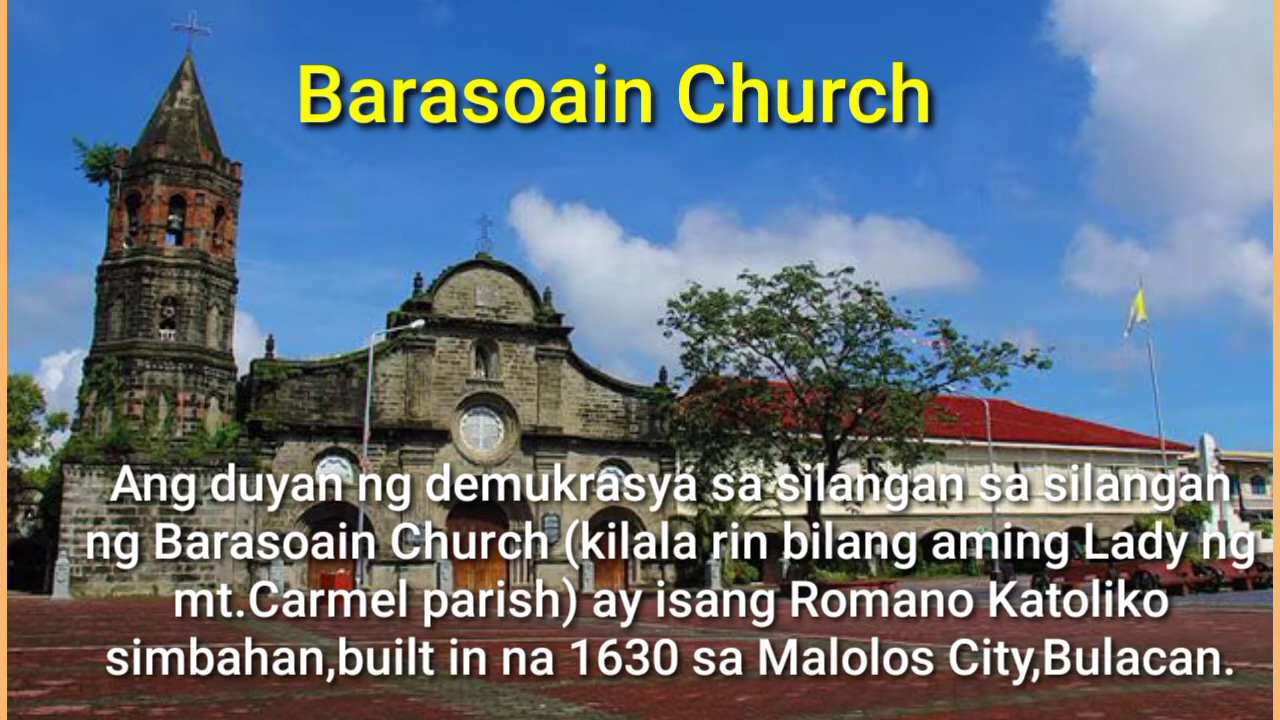 Barasoain Church
Ang duyan ng demukrasya sa silangan sa silangan
ng Barasoain Church (kilala rin bilang aming Lady ng
mt.Carmel parish) ay isang Romano Katoliko
simbahan,built in na 1630 sa Malolos City,Bulacan.